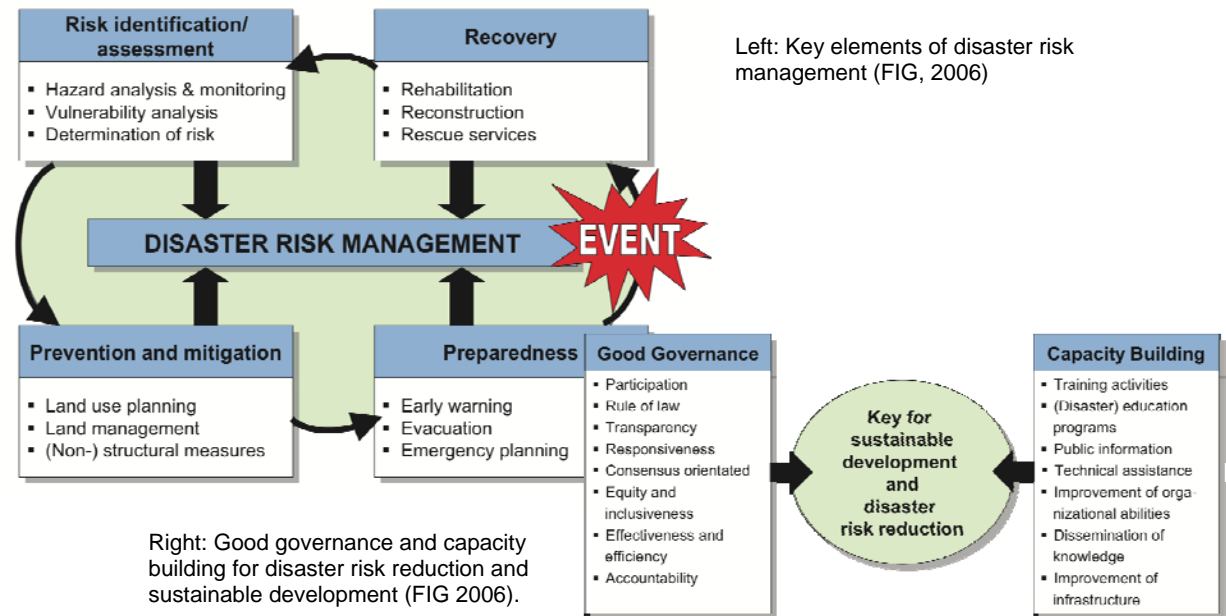 Risk identification/
assessment
▪ Hazard analysis & monitoring
▪ Vulnerability analysis
▪ Determination of risk
Recovery
▪ Rehabilitation
▪ Reconstruction
▪ Rescue services
Left: Key elements of disaster risk
management (FIG, 2006)
DISASTER RISK MANAGEMENT
EVENT
Prevention and mitigation
▪ Land use planning
▪ Land management
▪ (Non-) structural measures
Preparedness
▪ Early warning
▪ Evacuation
▪ Emergency planning
Good Governance
▪ Participation
▪ Rule of law
▪ Transparency
▪ Responsiveness
▪ Consensus orientated
▪ Equity and
inclusiveness
▪ Effectiveness and
efficiency
▪ Accountability
Key for
sustainable
development
and
disaster
risk reduction
Capacity Building
▪ Training activities
▪ (Disaster) education
programs
▪ Public information
▪ Technical assistance
▪ Improvement of orga-
nizational abilities
▪ Dissemination of
knowledge
▪ Improvement of
infrastructure
Right: Good governance and capacity
building for disaster risk reduction and
sustainable development (FIG 2006).